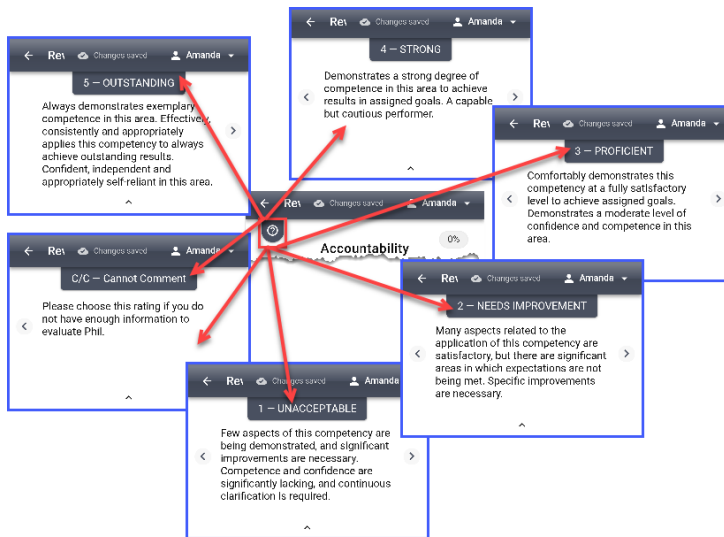 Rev Changes saved Amanda
5 — OUTSTANDING
Always demonstrates exemplary
competence in this area. Effectively,
consistently and appropriately
applies this competency to always
achieve outstanding results.
Confident, independent and
appropriately self-reliant in this area.
Rev Changes saved Amanda
4 — STRONG
Demonstrates a strong degree of
competence in this area to achieve
results in assigned goals. A capable
but cautious performer.
Rev Changes saved Amanda
3 — PROFICIENT
Comfortably demonstrates this
competency at a fully satisfactory
level to achieve assigned goals.
Demonstrates a moderate level of
confidence and competence in this
area.
Rev Changes saved Amanda
0%
Accountability
Rev Changes saved Amanda
C/C — Cannot Comment
Please choose this rating if you do
not have enough information to
evaluate Phil.
Rev Changes saved Amanda
2 — NEEDS IMPROVEMENT
Many aspects related to the
application of this competency are
satisfactory, but there are significant
areas in which expectations are not
being met. Specific improvements
are necessary.
Rev Changes saved Amanda
1 — UNACCEPTABLE
Few aspects of this competency are
being demonstrated, and significant
improvements are necessary.
Competence and confidence are
significantly lacking, and continuous
clarification is required.